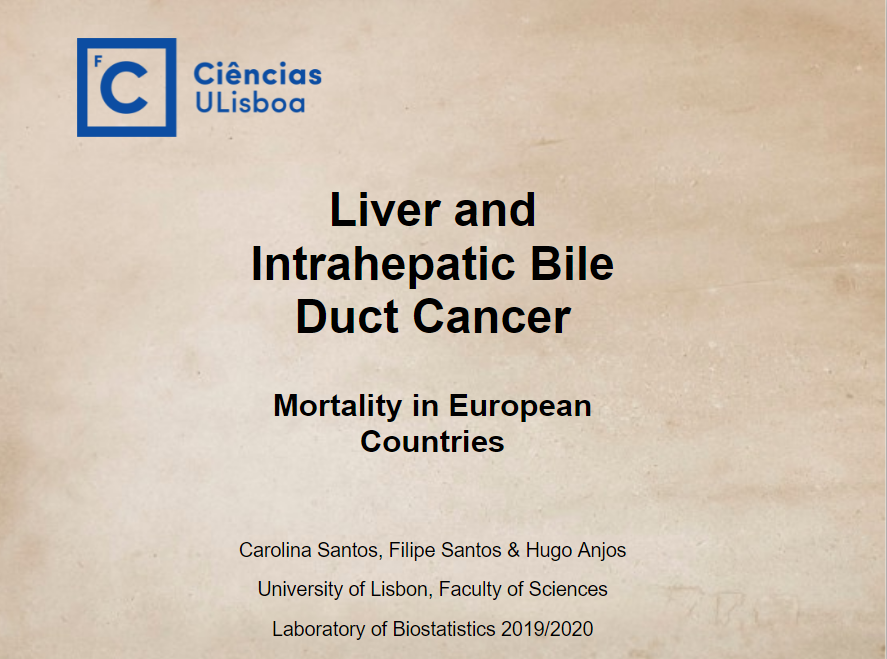 F
C
Ciências
ULisboa
Liver and
Intrahepatic Bile
Duct Cancer
Mortality in European
Countries
Carolina Santos, Filipe Santos & Hugo Anjos
University of Lisbon, Faculty of Sciences
Laboratory of Biostatistics 2019/2020